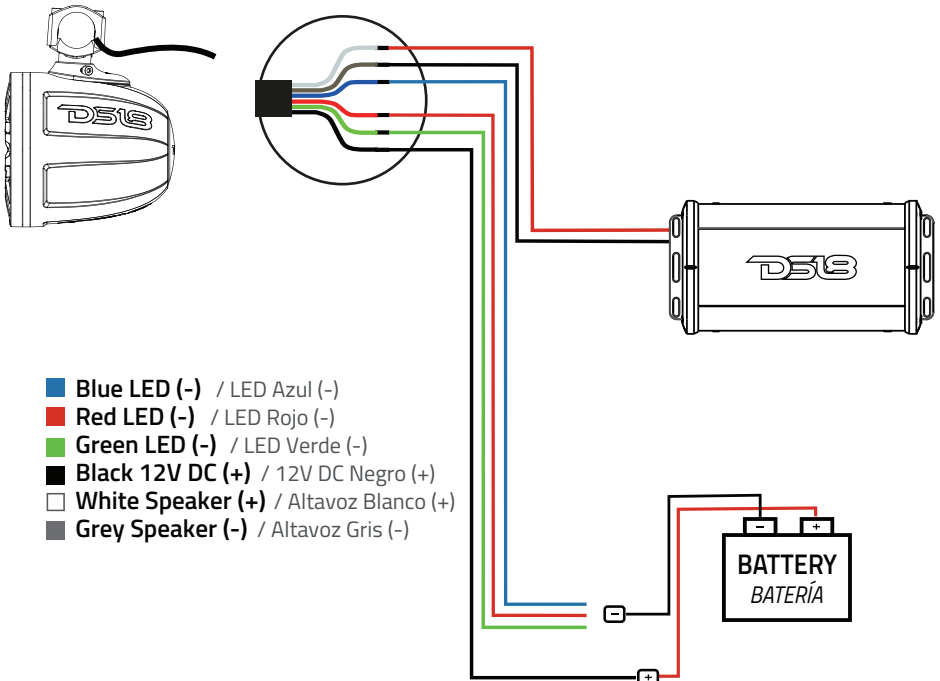 DS18
DS18
Blue LED (-) / LED Azul (-)
Red LED (-) / LED Rojo (-)
Green LED (-) / LED Verde (-)
Black 12V DC (+) / 12V DC Negro (+)
White Speaker (+) / Altavoz Blanco (+)
Grey Speaker (-) / Altavoz Gris (-)
− +
BATTERY
BATERÍA
−
+